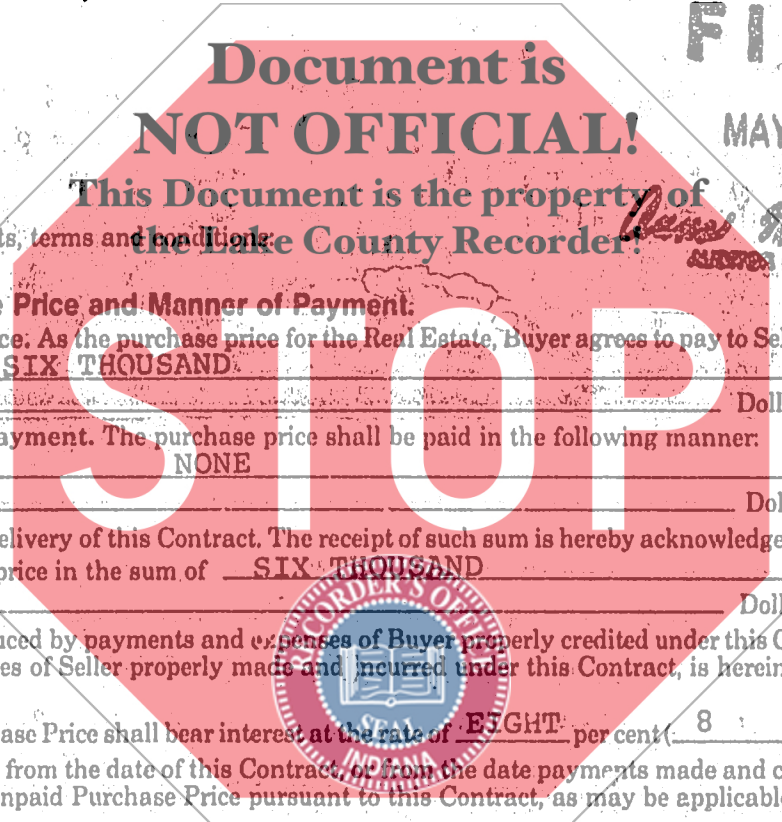 FI
Document is
NOT OFFICIAL!
MAY
This Document is the property of
the Lake County Recorder!
ts, terms and conditions:
Price and Manner of Payment.
ce. As the purchase price for the Real Estate, Buyer agrees to pay to Se
SIX THOUSAND
Doll
ayment. The purchase price shall be paid in the following manner:
NONE
Dol
elivery of this Contract. The receipt of such sum is hereby acknowledge
price in the sum of SIX THOUSAND
Doll
uced by payments and expenses of Buyer properly credited under this C
es of Seller properly made and incurred under this Contract, is herein
ase Price shall bear interest at the rate of EIGHT per cent ( 8
from the date of this Contract, or from the date payments made and c
npaid Purchase Price pursuant to this Contract, as may be applicable
STOP
RECORDER'S OFFICE
SEAL
INDIANA